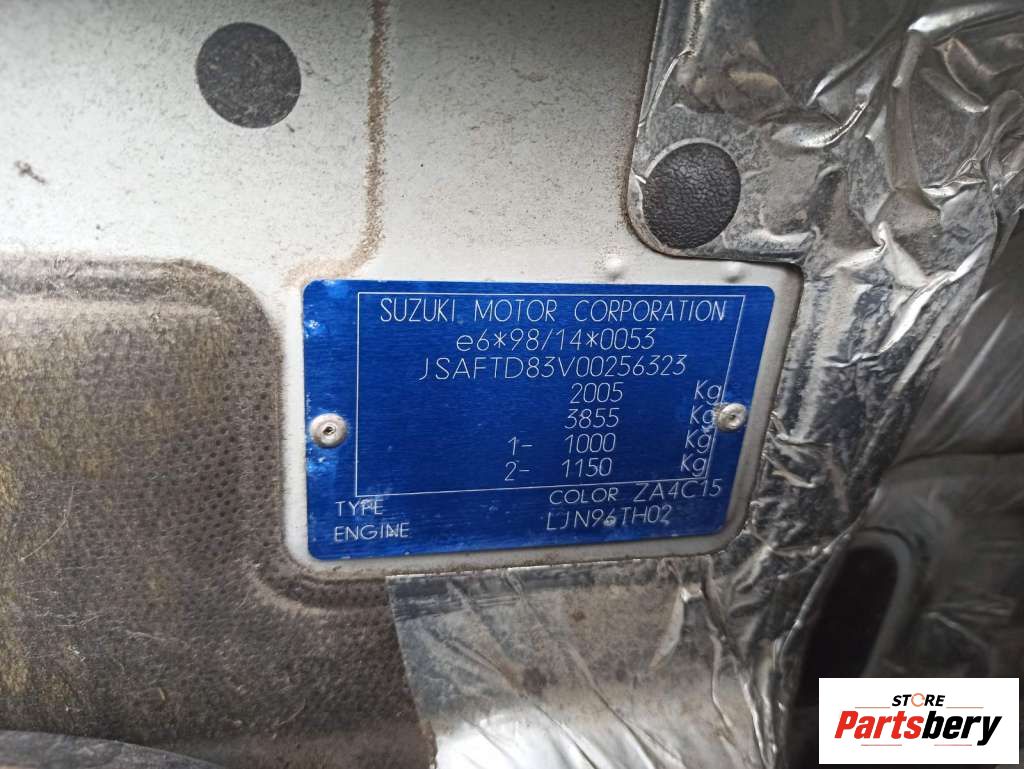 SUZUKI MOTOR CORPORATION
e6*98/14*0053
JSAFTD83V00256323
2005 Kg
3855 Kg
1- 1000 Kg
2- 1150 Kg
TYPE COLOR ZA4C15
ENGINE LJN96TH02
STORE
Partsbery